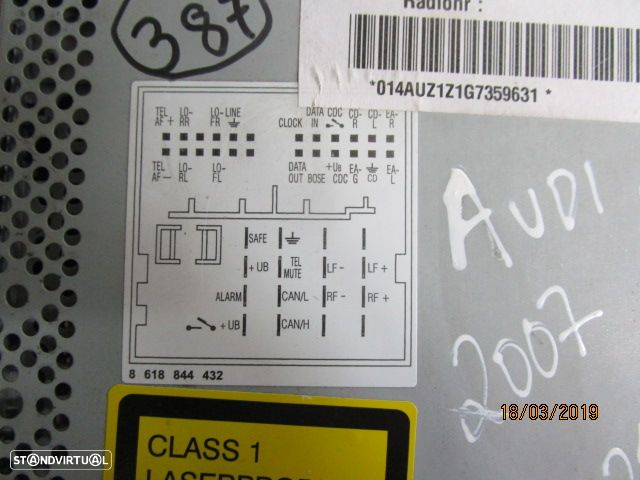 387
Radionr :
*014AUZ1Z1G7359631 *
TEL LO- LO- LINE DATA CDC CD- CD- EA-
AF + RR FR CLOCK IN R L R
TEL LO- LO- DATA +UB EA- EA-
AF - RL FL OUT BOSE CDC G CD L
SAFE
+ UB TEL MUTE LF - LF +
ALARM CAN/L RF - RF +
+ UB CAN/H
8 618 844 432
AUDI
2007
18/03/2019
CLASS 1
STANDVIRTUAL